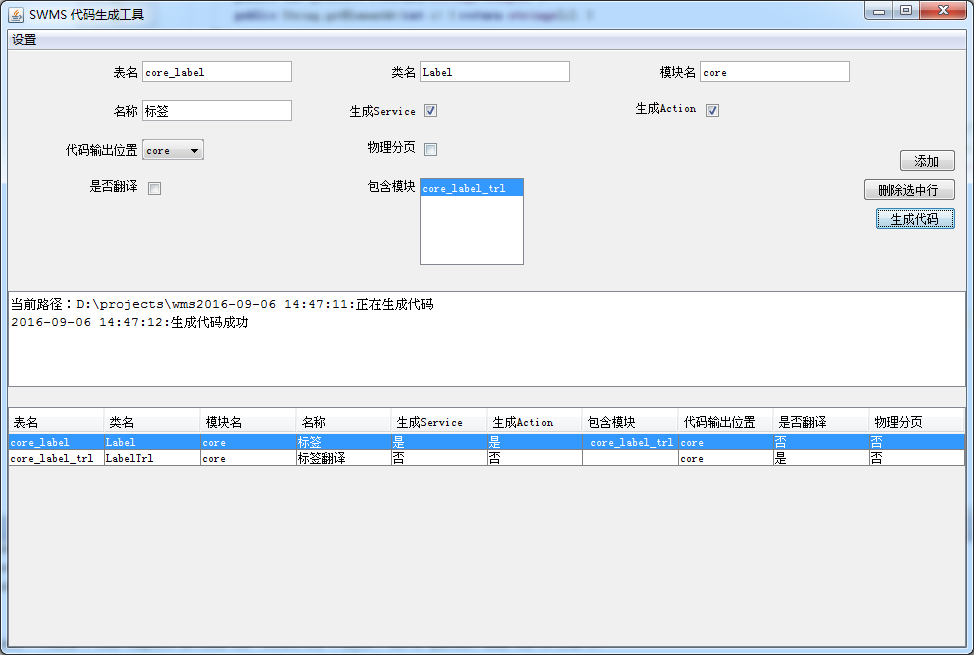 SWMS 代码生成工具
设置
表名 core_label 类名 Label 模块名 core
名称 标签 生成Service 生成Action
代码输出位置 core 物理分页
添加
是否翻译 包含模块 core_label_trl
删除选中行
生成代码
当前路径：D:\projects\wms2016-09-06 14:47:11:正在生成代码
2016-09-06 14:47:12:生成代码成功
表名 类名 模块名 名称 生成Service 生成Action 包含模块 代码输出位置 是否翻译 物理分页
core_label Label core 标签 是 是 core_label_trl core 否 否
core_label_trl LabelTrl core 标签翻译 否 否 core 是 否